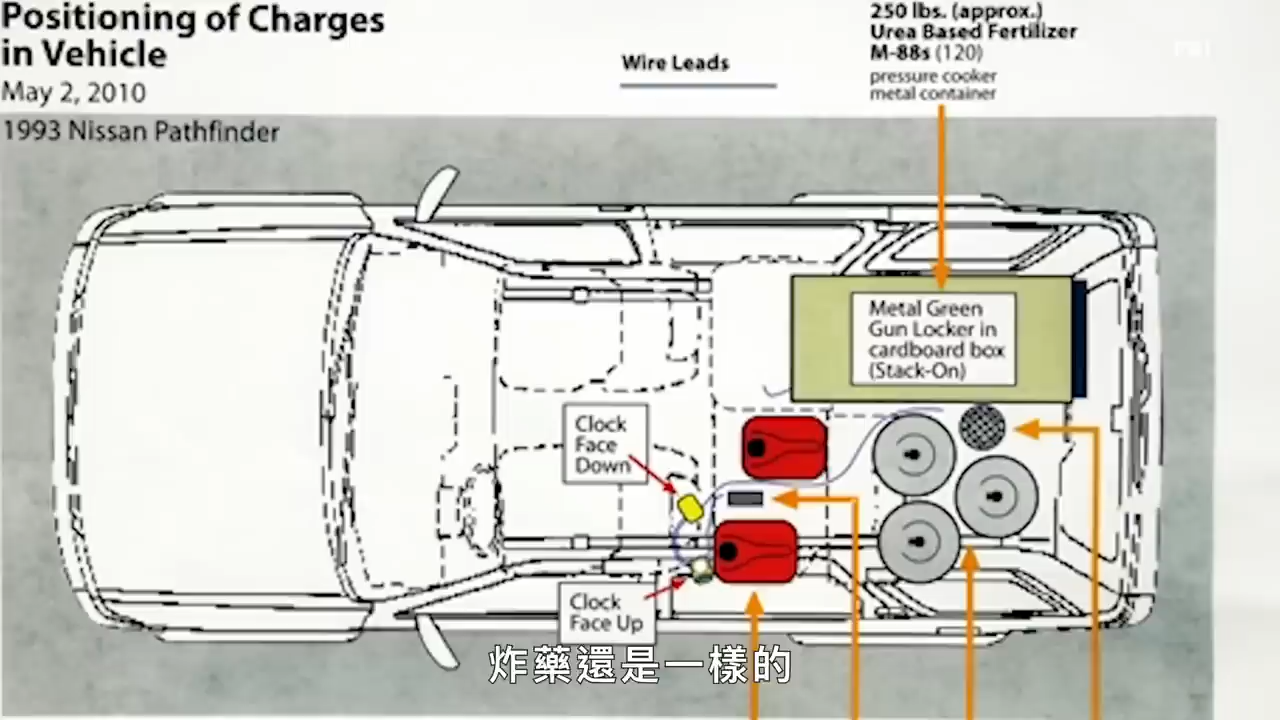 Positioning of Charges
in Vehicle
May 2, 2010
1993 Nissan Pathfinder
Wire Leads
250 lbs. (approx.)
Urea Based Fertilizer
M-88s (120)
pressure cooker
metal container
Metal Green
Gun Locker in
cardboard box
(Stack-On)
Clock
Face
Down
Clock
Face Up
炸藥還是一樣的